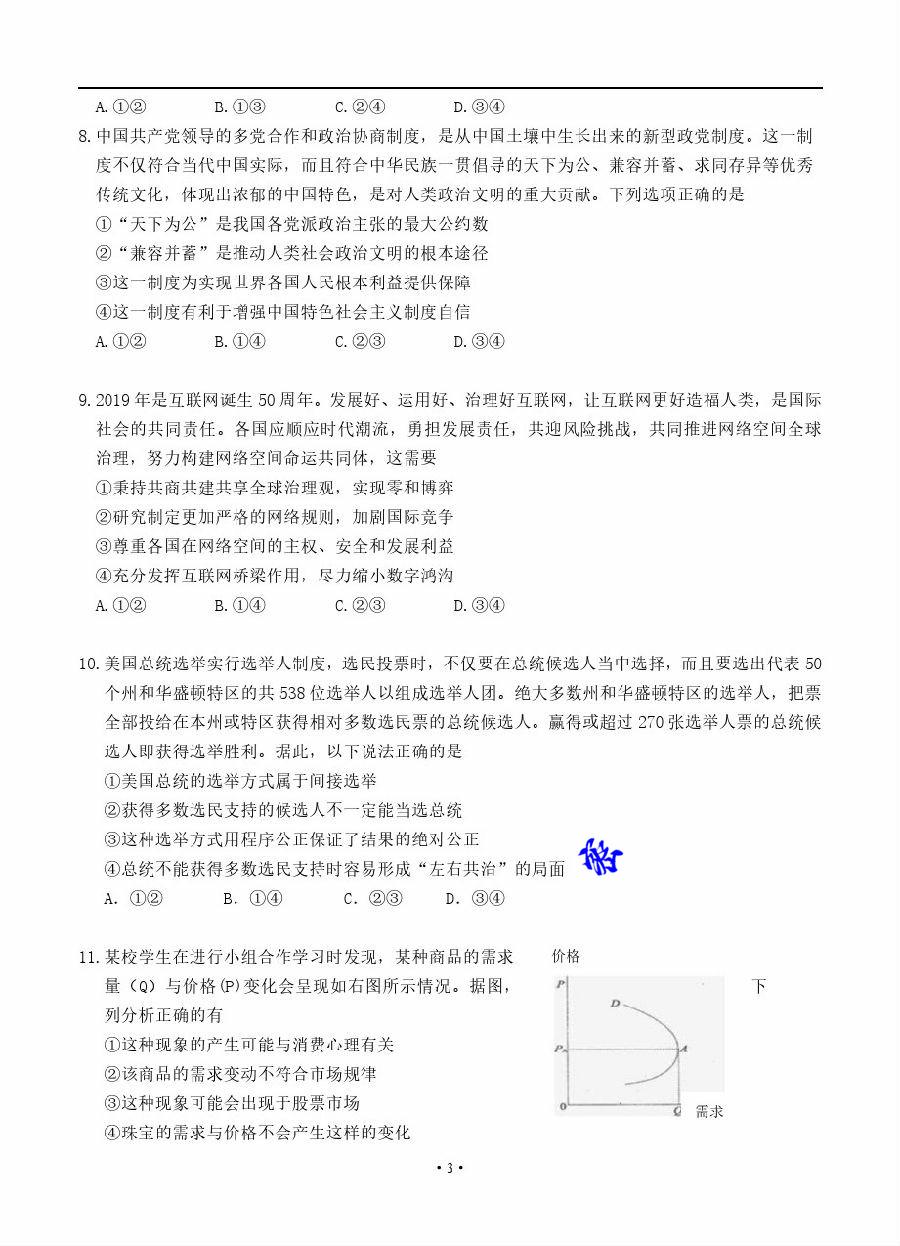 A.①② B.①③ C.②④ D.③④
8.中国共产党领导的多党合作和政治协商制度，是从中国土壤中生长出来的新型政党制度。这一制
度不仅符合当代中国实际，而且符合中华民族一贯倡导的天下为公、兼容并蓄、求同存异等优秀
传统文化，体现出浓郁的中国特色，是对人类政治文明的重大贡献。下列选项正确的是
①“天下为公”是我国各党派政治主张的最大公约数
②“兼容并蓄”是推动人类社会政治文明的根本途径
③这一制度为实现世界各国人民根本利益提供保障
④这一制度有利于增强中国特色社会主义制度自信
A.①② B.①④ C.②③ D.③④
9.2019 年是互联网诞生 50 周年。发展好、运用好、治理好互联网，让互联网更好造福人类，是国际
社会的共同责任。各国应顺应时代潮流，勇担发展责任，共迎风险挑战，共同推进网络空间全球
治理，努力构建网络空间命运共同体，这需要
①秉持共商共建共享全球治理观，实现零和博弈
②研究制定更加严格的网络规则，加剧国际竞争
③尊重各国在网络空间的主权、安全和发展利益
④充分发挥互联网桥梁作用，尽力缩小数字鸿沟
A.①② B.①④ C.②③ D.③④
10.美国总统选举实行选举人制度，选民投票时，不仅要在总统候选人当中选择，而且要选出代表 50
个州和华盛顿特区的共 538 位选举人以组成选举人团。绝大多数州和华盛顿特区的选举人，把票
全部投给在本州或特区获得相对多数选民票的总统候选人。赢得或超过 270 张选举人票的总统候
选人即获得选举胜利。据此，以下说法正确的是
①美国总统的选举方式属于间接选举
②获得多数选民支持的候选人不一定能当选总统
③这种选举方式用程序公正保证了结果的绝对公正
④总统不能获得多数选民支持时容易形成“左右共治”的局面
A．①② B．①④ C．②③ D．③④
11.某校学生在进行小组合作学习时发现，某种商品的需求
量（Q）与价格(P)变化会呈现如右图所示情况。据图， 下
列分析正确的有
①这种现象的产生可能与消费心理有关
②该商品的需求变动不符合市场规律
③这种现象可能会出现于股票市场
④珠宝的需求与价格不会产生这样的变化
价格
P
D
A
0
Q 需求
·3·